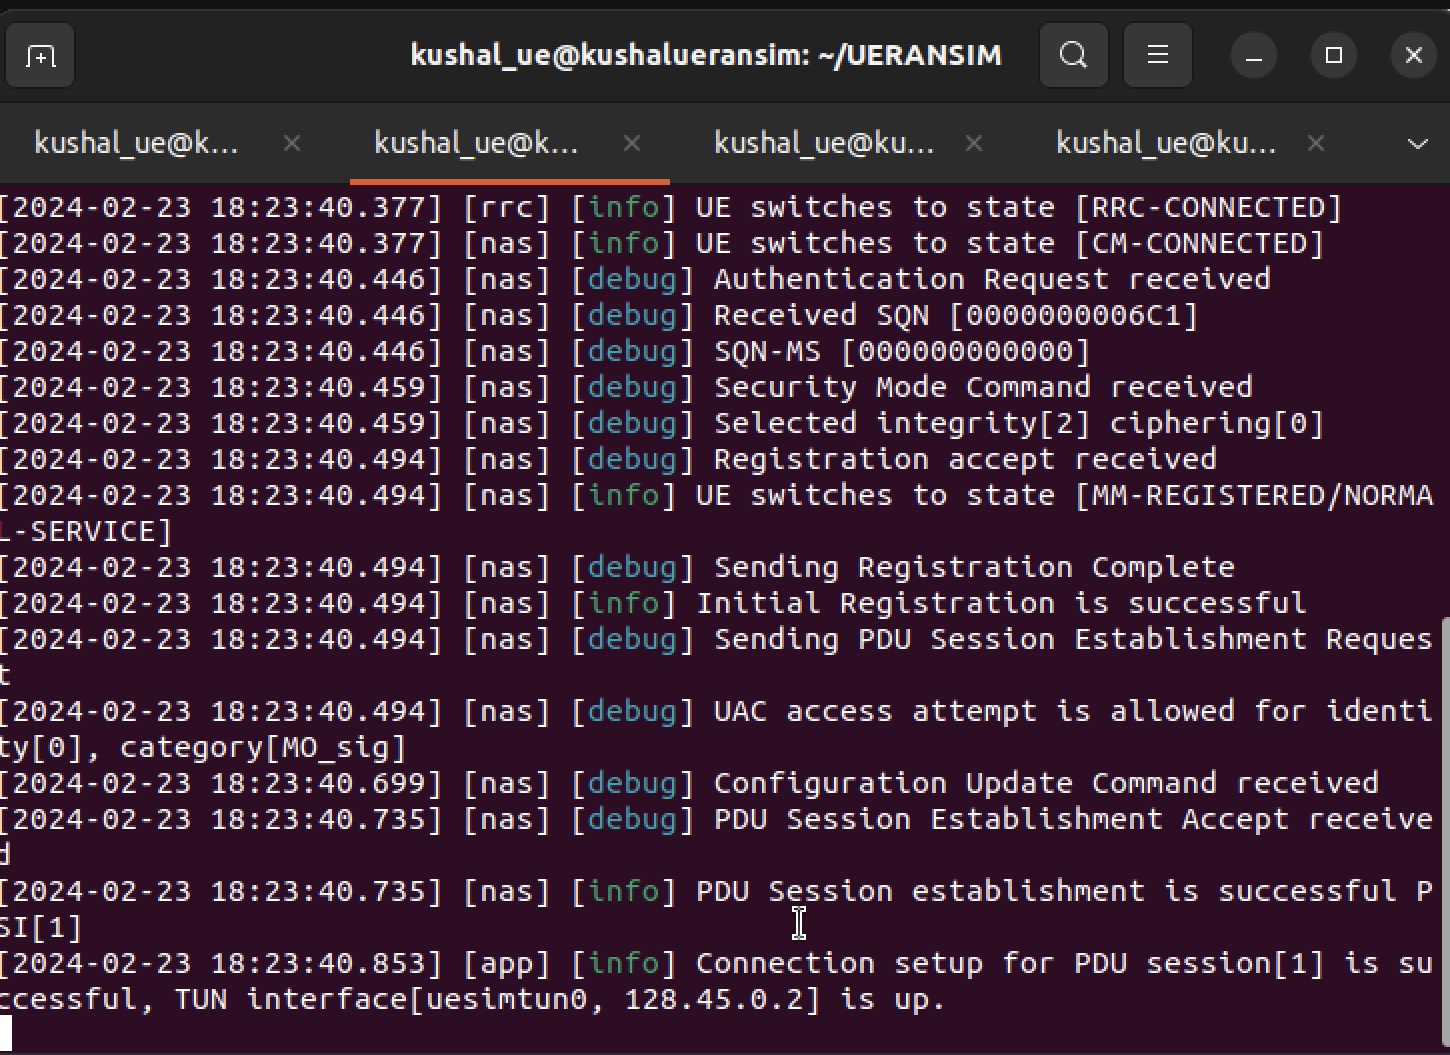 kushal_ue@kushalueransim: ~/UERANSIM
kushal_ue@k... kushal_ue@k... kushal_ue@ku... kushal_ue@ku...
[2024-02-23 18:23:40.377] [rrc] [info] UE switches to state [RRC-CONNECTED]
[2024-02-23 18:23:40.377] [nas] [info] UE switches to state [CM-CONNECTED]
[2024-02-23 18:23:40.446] [nas] [debug] Authentication Request received
[2024-02-23 18:23:40.446] [nas] [debug] Received SQN [0000000006C1]
[2024-02-23 18:23:40.446] [nas] [debug] SQN-MS [000000000000]
[2024-02-23 18:23:40.459] [nas] [debug] Security Mode Command received
[2024-02-23 18:23:40.459] [nas] [debug] Selected integrity[2] ciphering[0]
[2024-02-23 18:23:40.494] [nas] [debug] Registration accept received
[2024-02-23 18:23:40.494] [nas] [info] UE switches to state [MM-REGISTERED/NORMA
L-SERVICE]
[2024-02-23 18:23:40.494] [nas] [debug] Sending Registration Complete
[2024-02-23 18:23:40.494] [nas] [info] Initial Registration is successful
[2024-02-23 18:23:40.494] [nas] [debug] Sending PDU Session Establishment Reques
t
[2024-02-23 18:23:40.494] [nas] [debug] UAC access attempt is allowed for identi
ty[0], category[MO_sig]
[2024-02-23 18:23:40.699] [nas] [debug] Configuration Update Command received
[2024-02-23 18:23:40.735] [nas] [debug] PDU Session Establishment Accept receive
d
[2024-02-23 18:23:40.735] [nas] [info] PDU Session establishment is successful P
SI[1]
[2024-02-23 18:23:40.853] [app] [info] Connection setup for PDU session[1] is su
ccessful, TUN interface[uesimtun0, 128.45.0.2] is up.